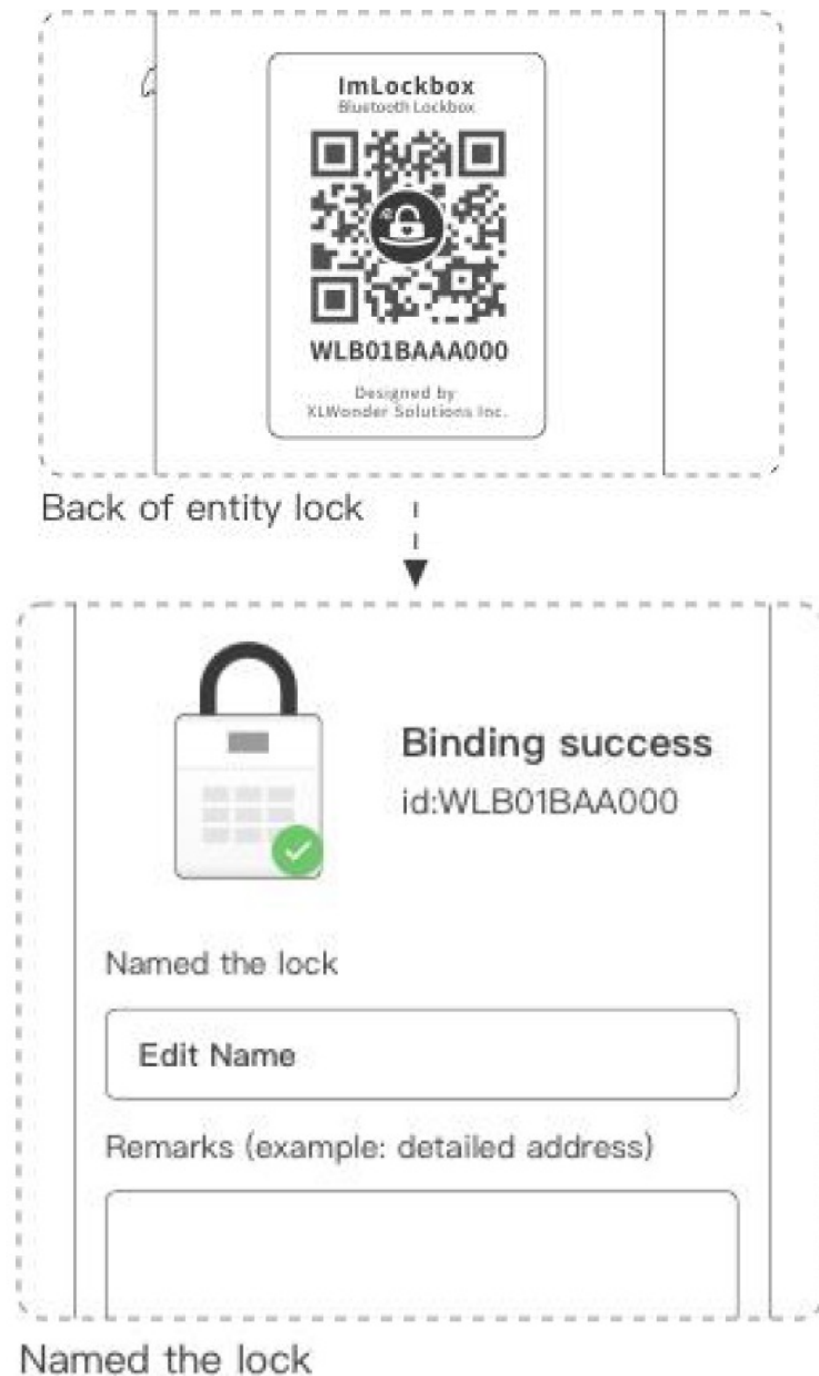 ImLockbox
Bluetooth Lockbox
WLB01BAAA000
Designed by
XLWonder Solutions Inc.
Back of entity lock
Binding success
id:WLB01BAA000
Named the lock
Edit Name
Remarks (example: detailed address)
Named the lock